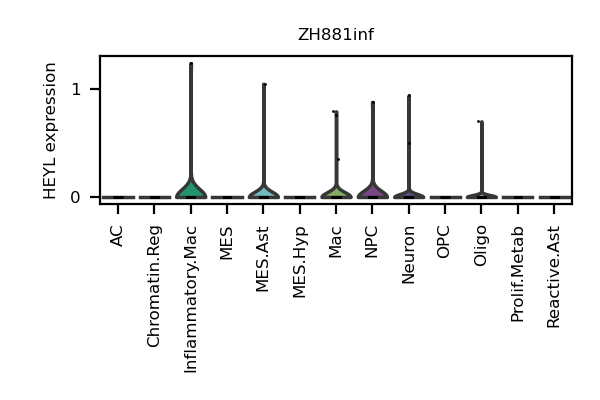 ZH881inf
HEYL expression
1
0
AC
Chromatin.Reg
Inflammatory.Mac
MES
MES.Ast
MES.Hyp
Mac
NPC
Neuron
OPC
Oligo
Prolif.Metab
Reactive.Ast